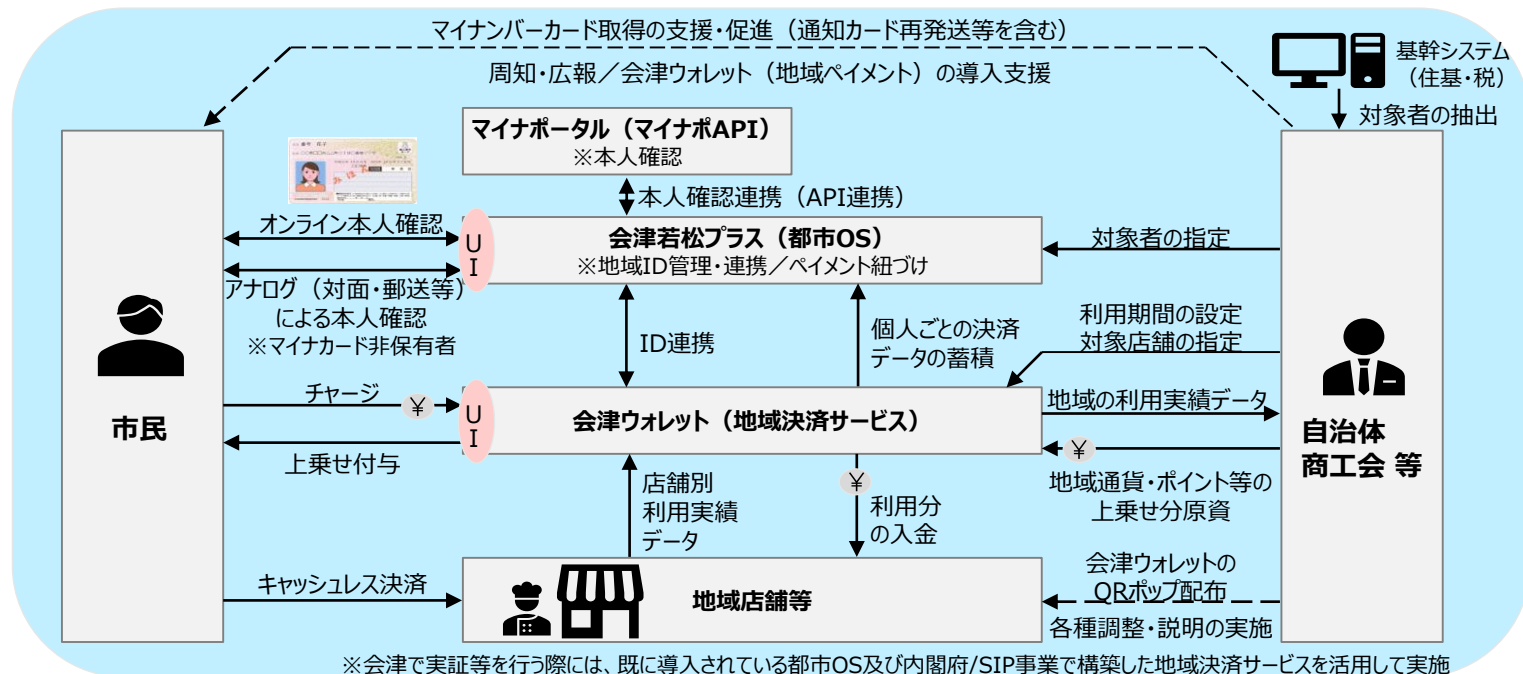 マイナンバーカード取得の支援・促進（通知カード再発送等を含む）
周知・広報／会津ウォレット（地域ペイメント）の導入支援
基幹システム
（住基・税）
対象者の抽出
マイナポータル（マイナポAPI）
※本人確認
本人確認連携（API連携）
オンライン本人確認
UI
会津若松プラス（都市OS）
※地域ID管理・連携／ペイメント紐づけ
対象者の指定
アナログ（対面・郵送等）
による本人確認
※マイナカード非保有者
ID連携
個人ごとの決済
データの蓄積
利用期間の設定
対象店舗の指定
市民
チャージ
¥
UI
会津ウォレット（地域決済サービス）
地域の利用実績データ
上乗せ付与
¥
地域通貨・ポイント等の
上乗せ分原資
自治体
商工会 等
店舗別
利用実績
データ
¥
利用分
の入金
キャッシュレス決済
地域店舗等
会津ウォレットの
QRポップ配布
各種調整・説明の実施
※会津で実証等を行う際には、既に導入されている都市OS及び内閣府/SIP事業で構築した地域決済サービスを活用して実施